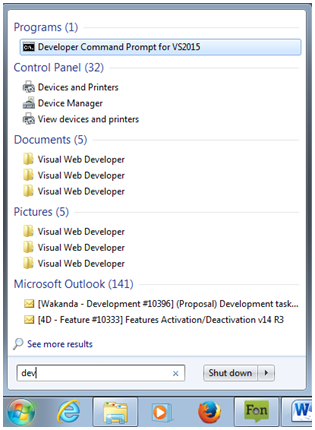 Programs (1)
Developer Command Prompt for VS2015
Control Panel (32)
Devices and Printers
Device Manager
View devices and printers
Documents (5)
Visual Web Developer
Visual Web Developer
Visual Web Developer
Pictures (5)
Visual Web Developer
Visual Web Developer
Visual Web Developer
Microsoft Outlook (141)
[Wakanda - Development #10396] (Proposal) Development task...
[4D - Feature #10333] Features Activation/Deactivation v14 R3
See more results
dev
Shut down
Fon
W